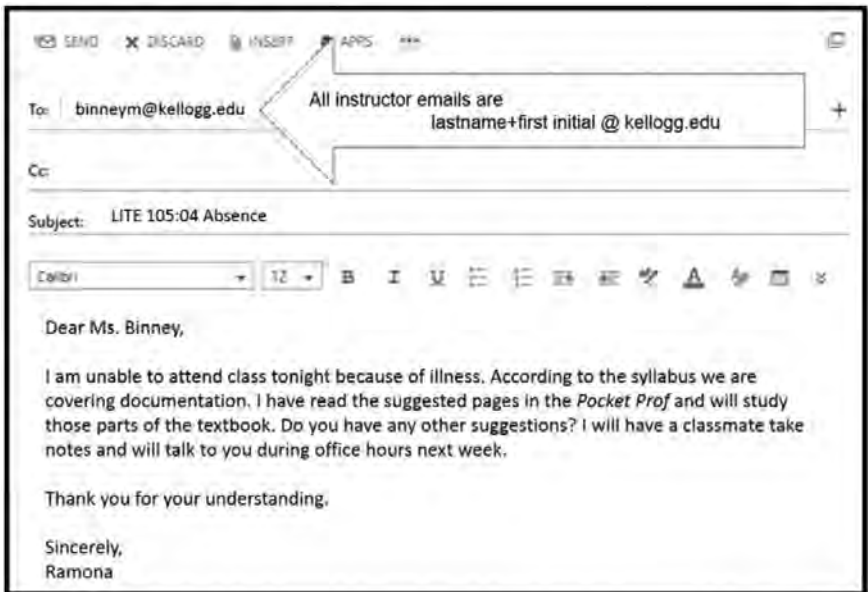 SEND DISCARD INSERT APPS •••
To: binneym@kellogg.edu
All instructor emails are
lastname+first initial @ kellogg.edu
+
Cc:
Subject: LITE 105:04 Absence
Calibri 12 B I U A
Dear Ms. Binney,
I am unable to attend class tonight because of illness. According to the syllabus we are
covering documentation. I have read the suggested pages in the Pocket Prof and will study
those parts of the textbook. Do you have any other suggestions? I will have a classmate take
notes and will talk to you during office hours next week.
Thank you for your understanding.
Sincerely,
Ramona